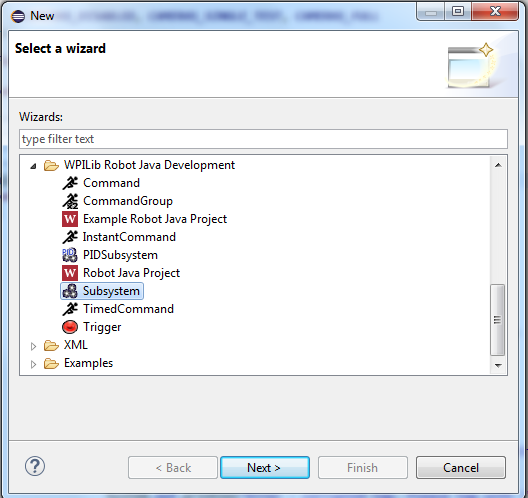 New
Select a wizard
Wizards:
type filter text
WPILib Robot Java Development
Command
CommandGroup
Example Robot Java Project
InstantCommand
PIDSubsystem
Robot Java Project
Subsystem
TimedCommand
Trigger
XML
Examples
< Back Next > Finish Cancel